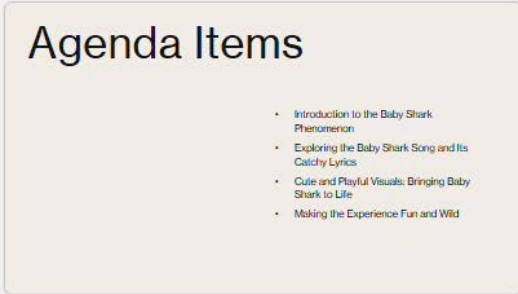 Agenda Items
• Introduction to the Baby Shark
Phenomenon
• Exploring the Baby Shark Song and Its
Catchy Lyrics
• Cute and Playful Visuals: Bringing Baby
Shark to Life
• Making the Experience Fun and Wild